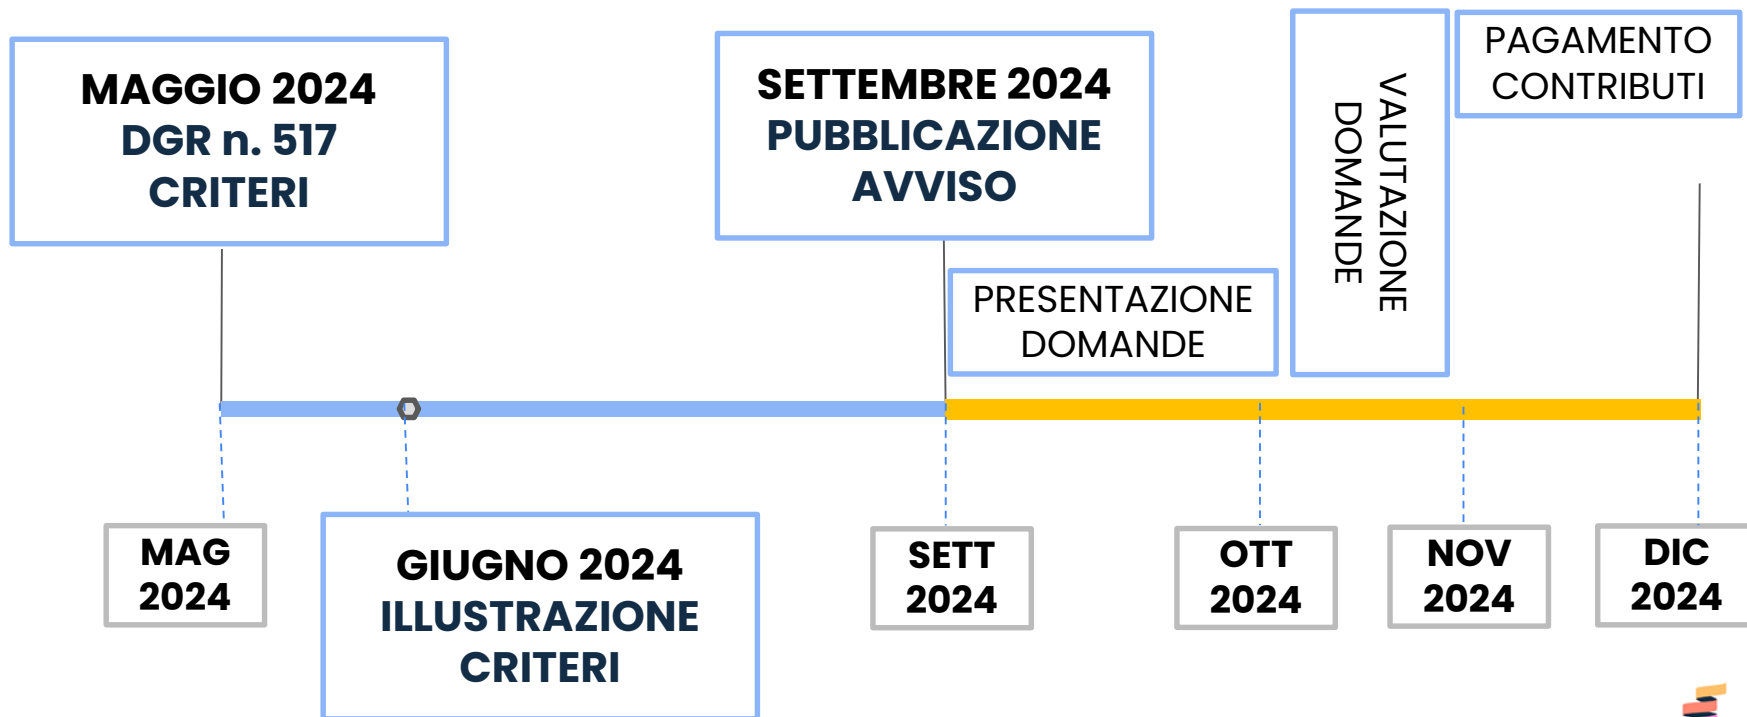 MAGGIO 2024
DGR n. 517
CRITERI
SETTEMBRE 2024
PUBBLICAZIONE
AVVISO
PRESENTAZIONE
DOMANDE
VALUTAZIONE
DOMANDE
PAGAMENTO
CONTRIBUTI
MAG
2024
GIUGNO 2024
ILLUSTRAZIONE
CRITERI
SETT
2024
OTT
2024
NOV
2024
DIC
2024